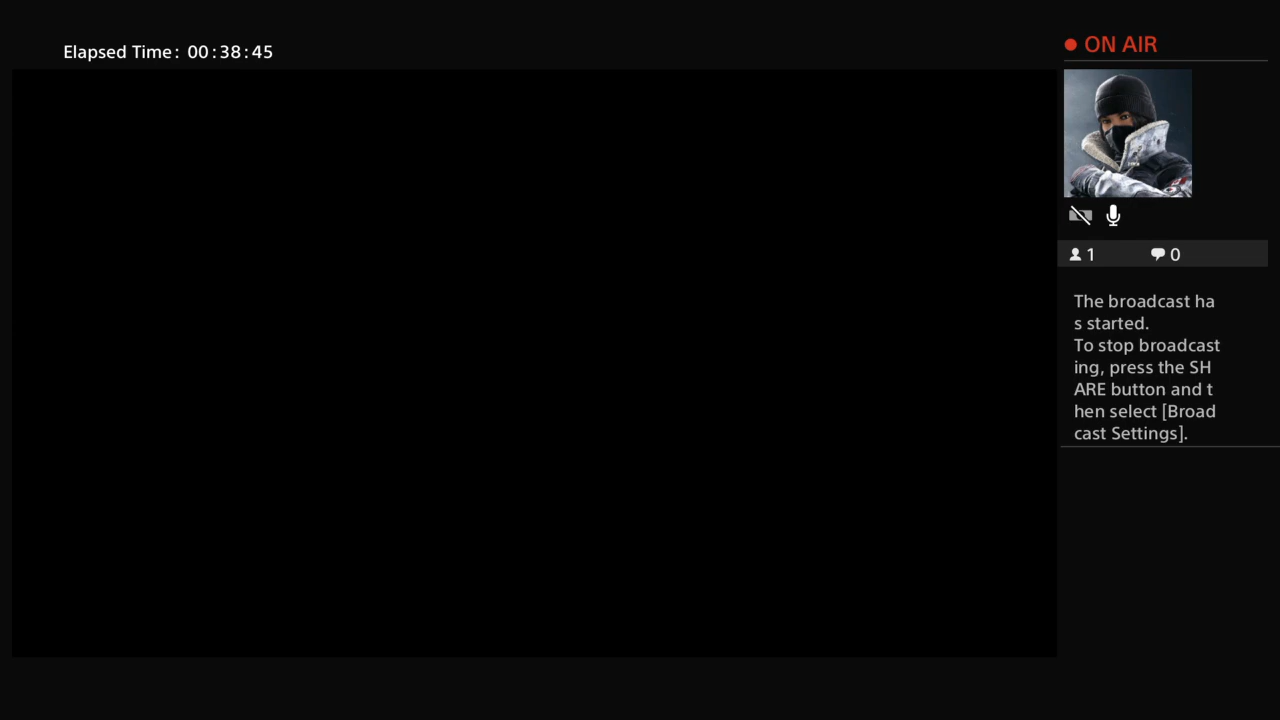 Elapsed Time: 00:38:45
ON AIR
1
0
The broadcast ha
s started.
To stop broadcast
ing, press the SH
ARE button and t
hen select [Broad
cast Settings].